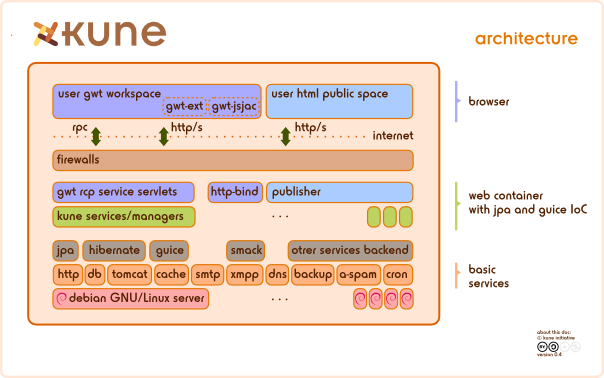 kune
architecture
user gwt workspace
gwt-ext
gwt-jsjac
user html public space
browser
rpc
http/s
http/s
internet
firewalls
gwt rcp service servlets
http-bind
publisher
kune services/managers
...
web container
with jpa and guice IoC
jpa
hibernate
guice
smack
otrer services backend
http
db
tomcat
cache
smtp
xmpp
dns
backup
a-spam
cron
basic
services
debian GNU/Linux server
...
about this doc:
© kune initiative
version 0.4